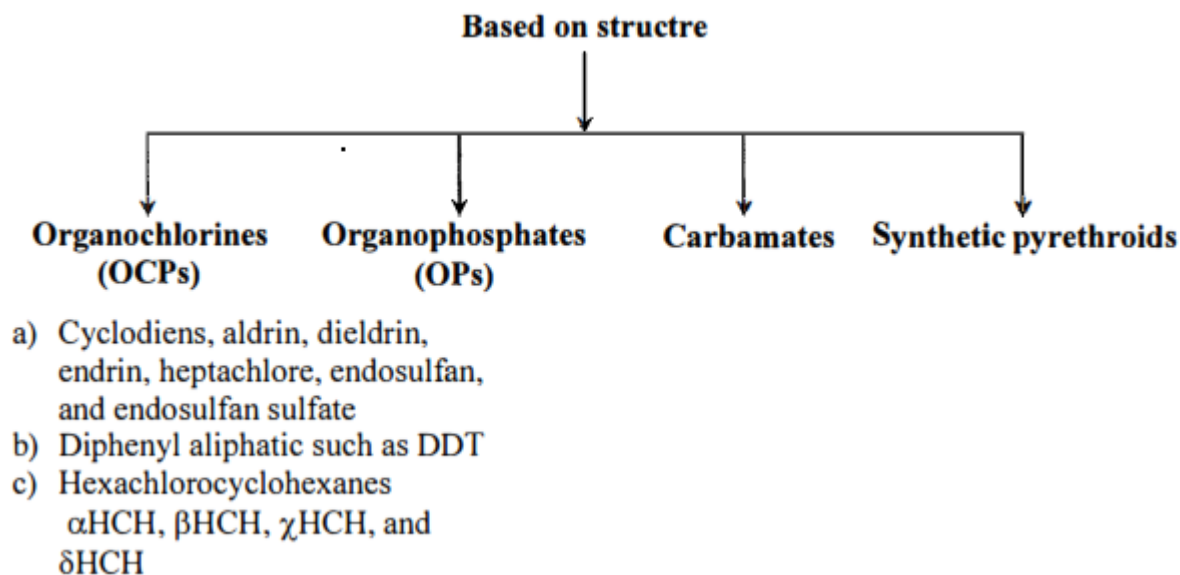 Based on structre
Organochlorines Organophosphates Carbamates Synthetic pyrethroids
(OCPs) (OPs)
a) Cyclodiens, aldrin, dieldrin,
endrin, heptachlore, endosulfan,
and endosulfan sulfate
b) Diphenyl aliphatic such as DDT
c) Hexachlorocyclohexanes
αHCH, βHCH, χHCH, and
δHCH